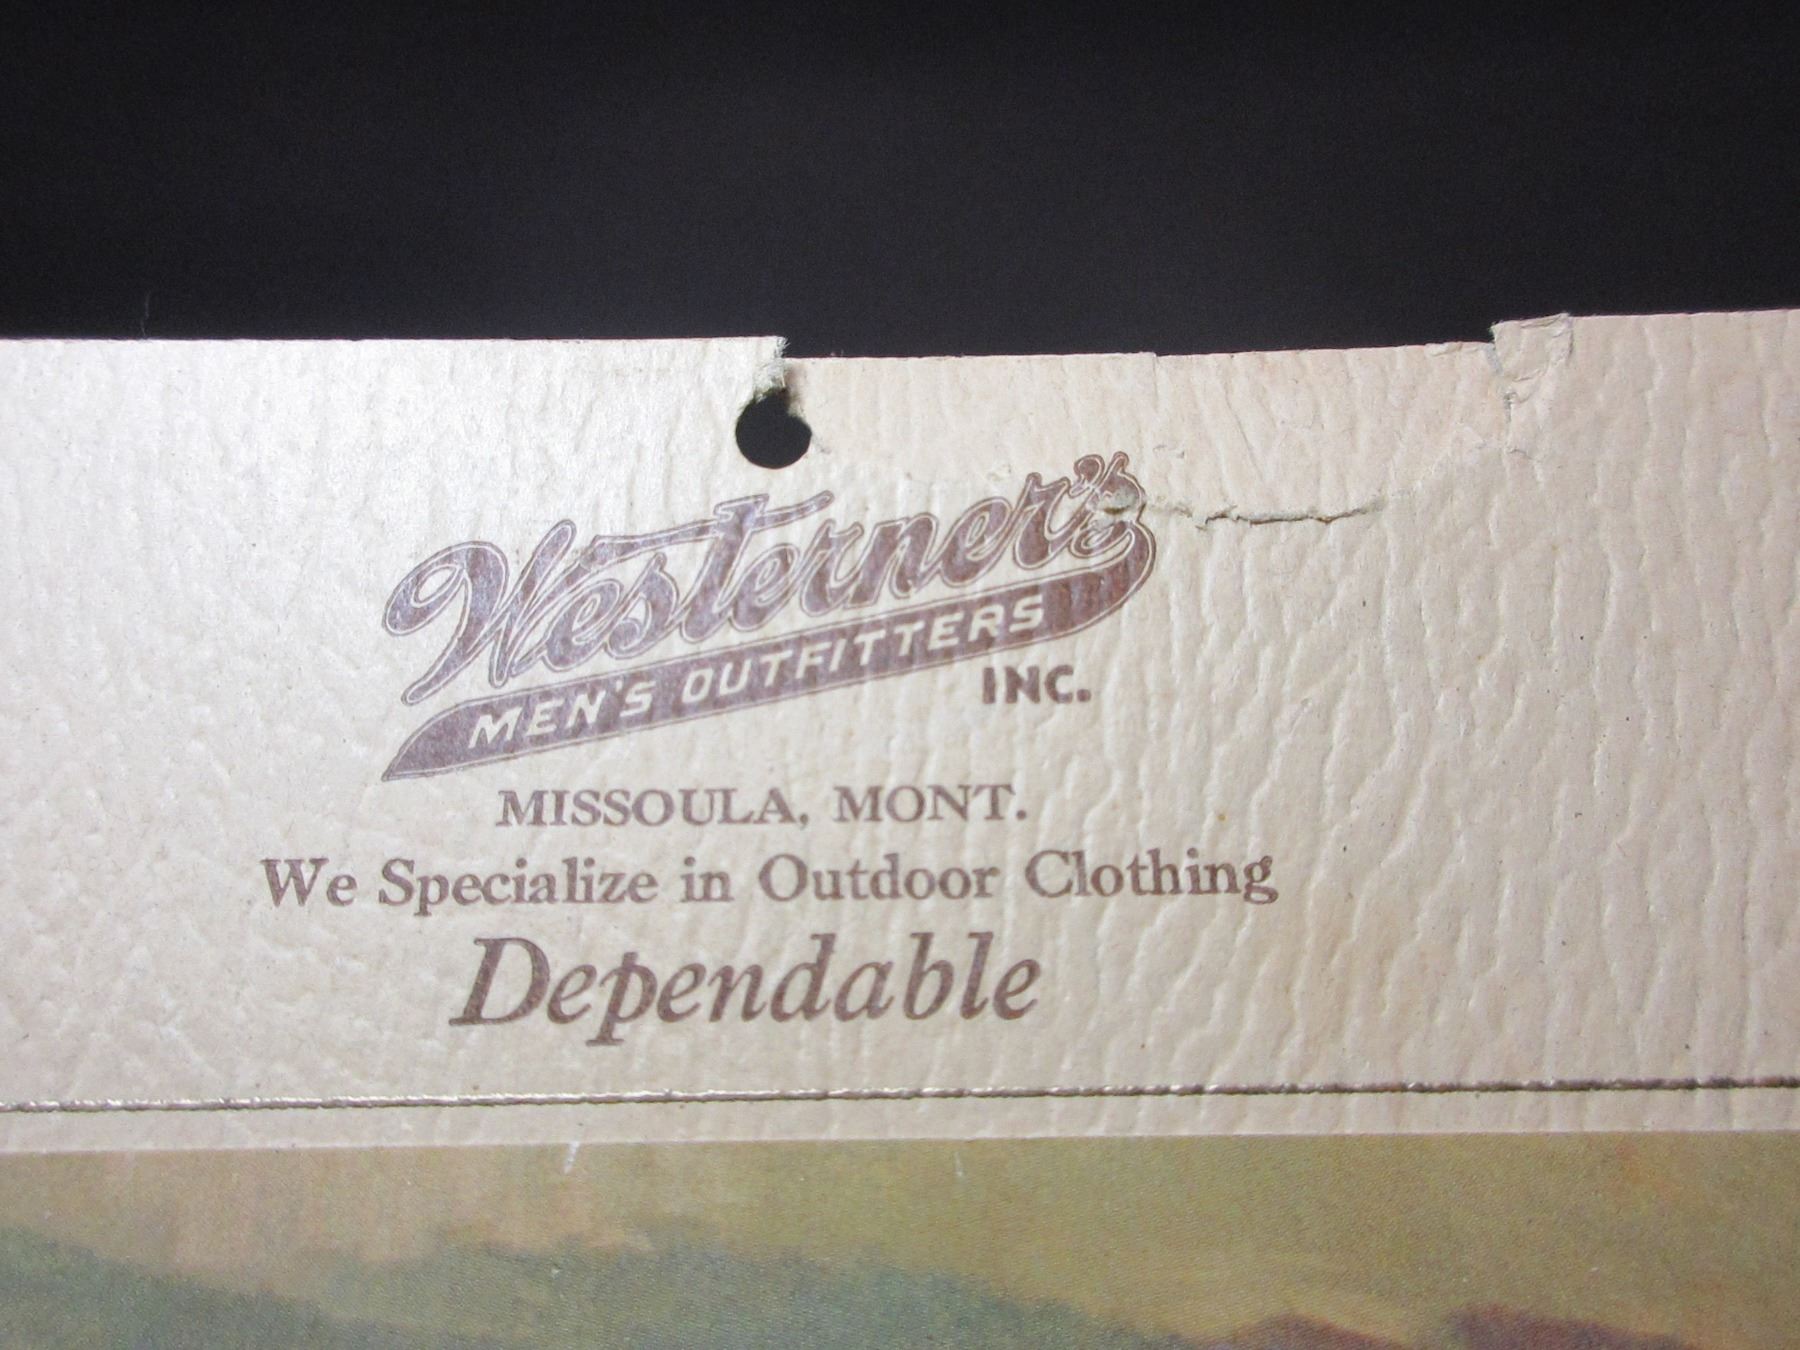 Westerner's
MEN'S OUTFITTERS
INC.
MISSOULA, MONT.
We Specialize in Outdoor Clothing
Dependable